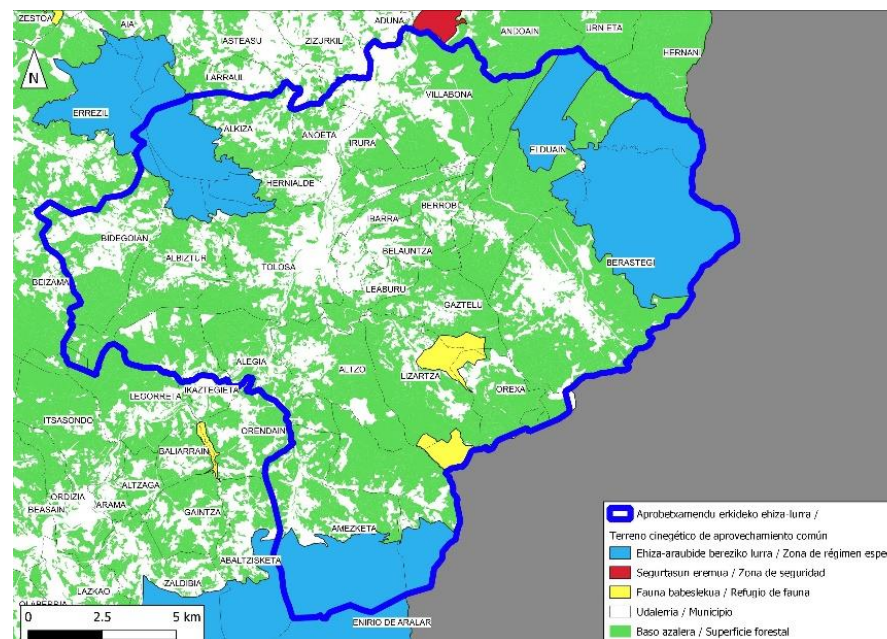 ZESTOA
AIA
ADUNA
ANDOAIN
URNIETA
ASTEASU
ZIZURKIL
HERNANI
N
LARRAUL
VILLABONA
ERREZIL
ALKIZA
ANOETA
IRURA
ELDUAIN
HERNIALDE
IBARRA
BERROBI
BIDEGOIAN
BELAUNTZA
ALBIZTUR
TOLOSA
BERASTEGI
BEIZAMA
LEABURU
GAZTELU
ALEGIA
ALTZO
LIZARTZA
OREXA
IKAZTEGIETA
LEGORRETA
ITSASONDO
ORENDAIN
BALIARRAIN
ALTZAGA
ORDIZIA
ARAMA
BEASAIN
GAINTZA
AMEZKETA
ABALTZISKETA
ZALDIBIA
LAZKAO
OLABERRIA
ENIRIO DE ARALAR
0 2.5 5 km
Aprobetxamendu erkideko ehiza-lurra /
Terreno cinegético de aprovechamiento común
Ehiza-araubide bereziko lurra / Zona de régimen espe
Segurtasun eremua / Zona de seguridad
Fauna babeslekua / Refugio de fauna
Udalerria / Municipio
Baso azalera / Superficie forestal